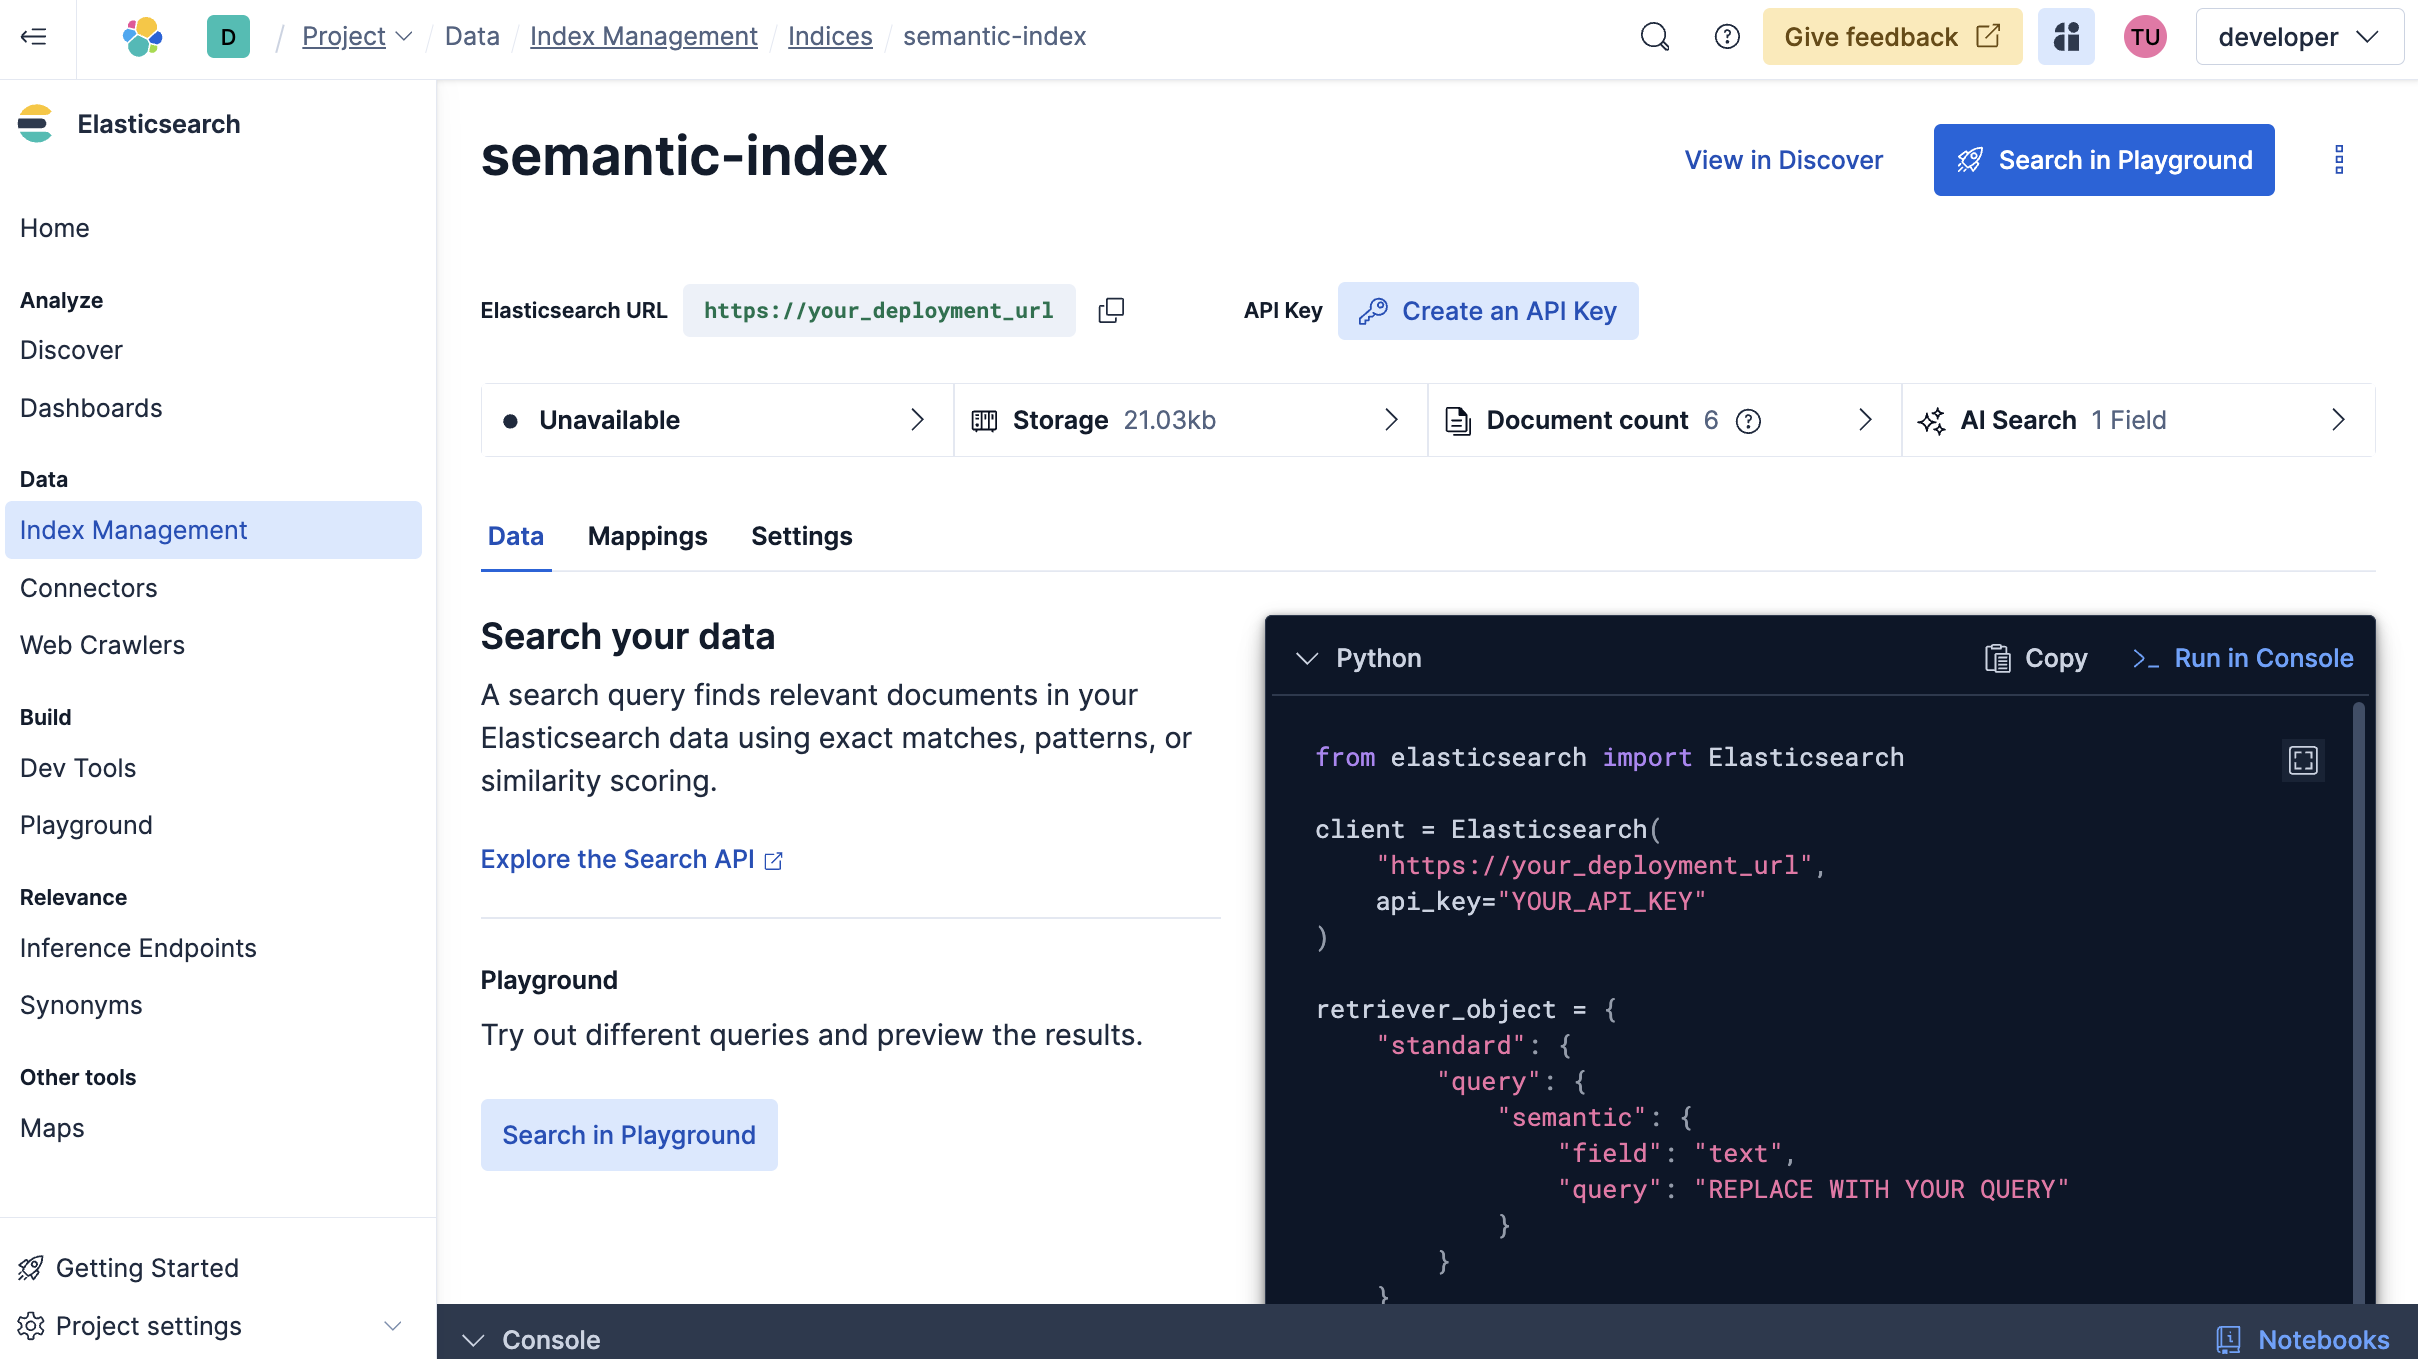 D / Project / Data / Index Management / Indices / semantic-index
Give feedback
TU
developer
Elasticsearch
Home
Analyze
Discover
Dashboards
Data
Index Management
Connectors
Web Crawlers
Build
Dev Tools
Playground
Relevance
Inference Endpoints
Synonyms
Other tools
Maps
Getting Started
Project settings
semantic-index
View in Discover
Search in Playground
Elasticsearch URL https://your_deployment_url
API Key Create an API Key
Unavailable
Storage 21.03kb
Document count 6
AI Search 1 Field
Data Mappings Settings
Search your data
A search query finds relevant documents in your
Elasticsearch data using exact matches, patterns, or
similarity scoring.
Explore the Search API
Playground
Try out different queries and preview the results.
Search in Playground
Python
Copy
>_ Run in Console
from elasticsearch import Elasticsearch
client = Elasticsearch(
    "https://your_deployment_url",
    api_key="YOUR_API_KEY"
)
retriever_object = {
    "standard": {
        "query": {
            "semantic": {
                "field": "text",
                "query": "REPLACE WITH YOUR QUERY"
            }
        }
    }
Console
Notebooks